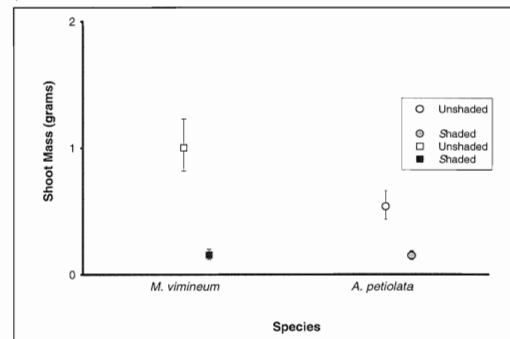 2
Shoot Mass (grams)
1
0
Unshaded
Shaded
Unshaded
Shaded
M. vimineum A. petiolata
Species